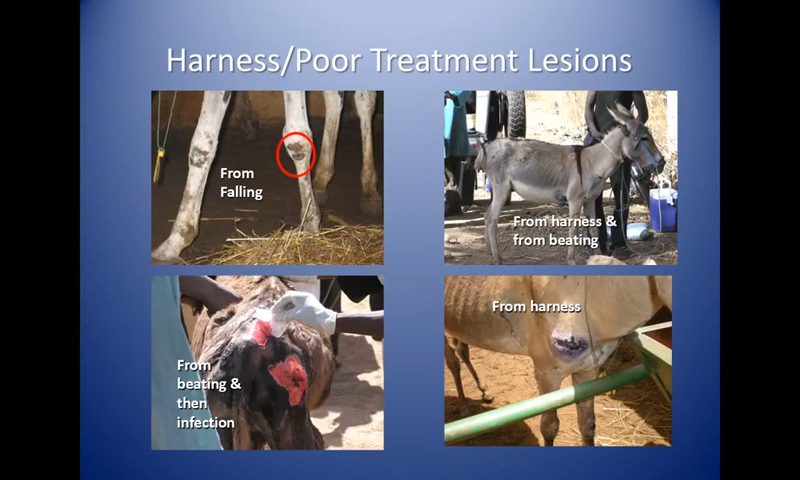 Harness/Poor Treatment Lesions
From
Falling
From harness &
from beating
From
beating &
then
infection
From harness